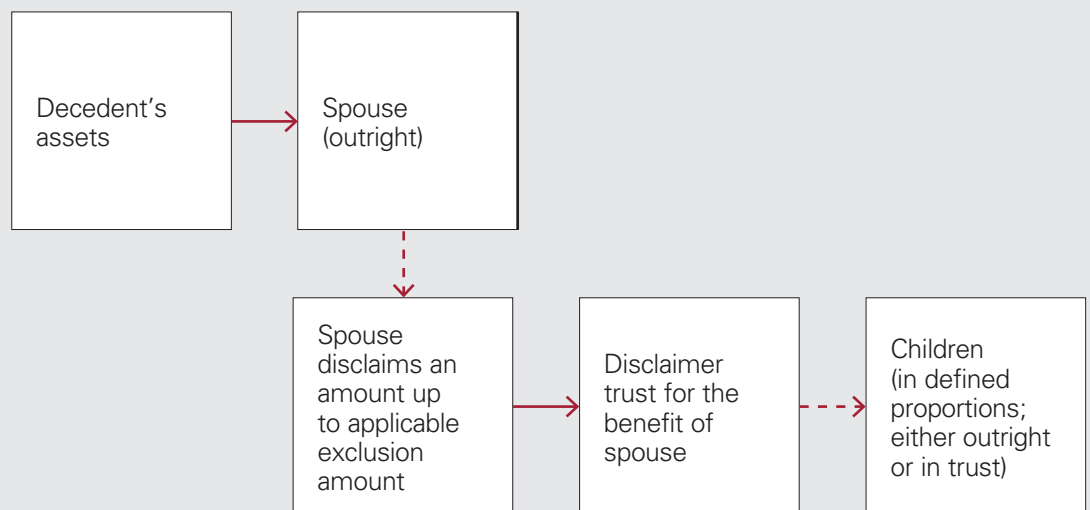 Decedent's
assets
Spouse
(outright)
Spouse
disclaims an
amount up
to applicable
exclusion
amount
Disclaimer
trust for the
benefit of
spouse
Children
(in defined
proportions;
either outright
or in trust)